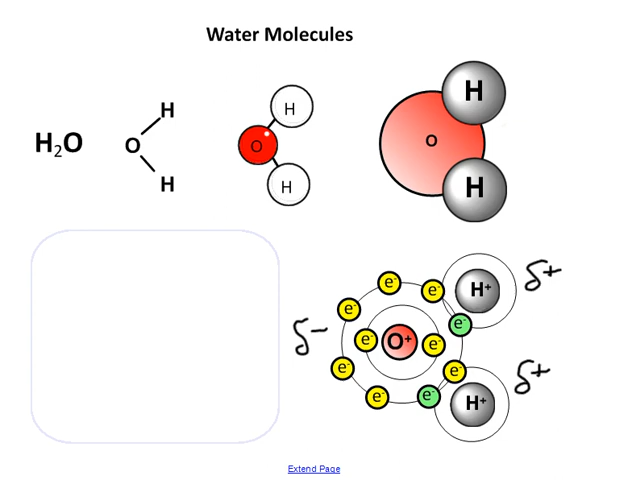 Water Molecules
H₂O
H
O
H
H
O
H
H
O
H
δ-
e-
e-
e-
e-
e-
O+
e-
e-
e-
e-
e-
H+
δ+
H+
δ+
Extend Page